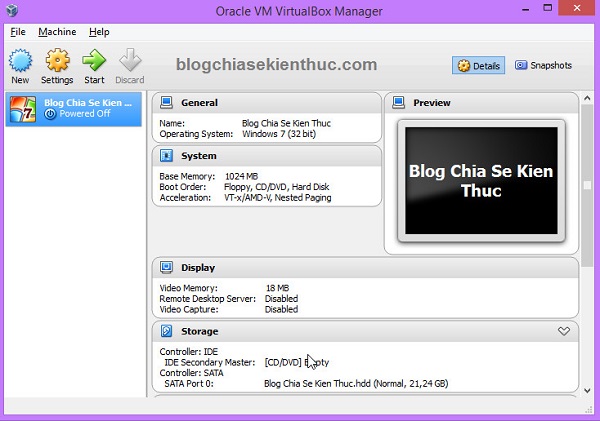 Oracle VM VirtualBox Manager
File Machine Help
New Settings Start Discard
blogchiasekienthuc.com
Details Snapshots
Blog Chia Se Kien ...
Powered Off
General
Name: Blog Chia Se Kien Thuc
Operating System: Windows 7 (32 bit)
Preview
Blog Chia Se Kien
Thuc
System
Base Memory: 1024 MB
Boot Order: Floppy, CD/DVD, Hard Disk
Acceleration: VT-x/AMD-V, Nested Paging
Display
Video Memory: 18 MB
Remote Desktop Server: Disabled
Video Capture: Disabled
Storage
Controller: IDE
IDE Secondary Master: [CD/DVD] Empty
Controller: SATA
SATA Port 0: Blog Chia Se Kien Thuc.hdd (Normal, 21,24 GB)